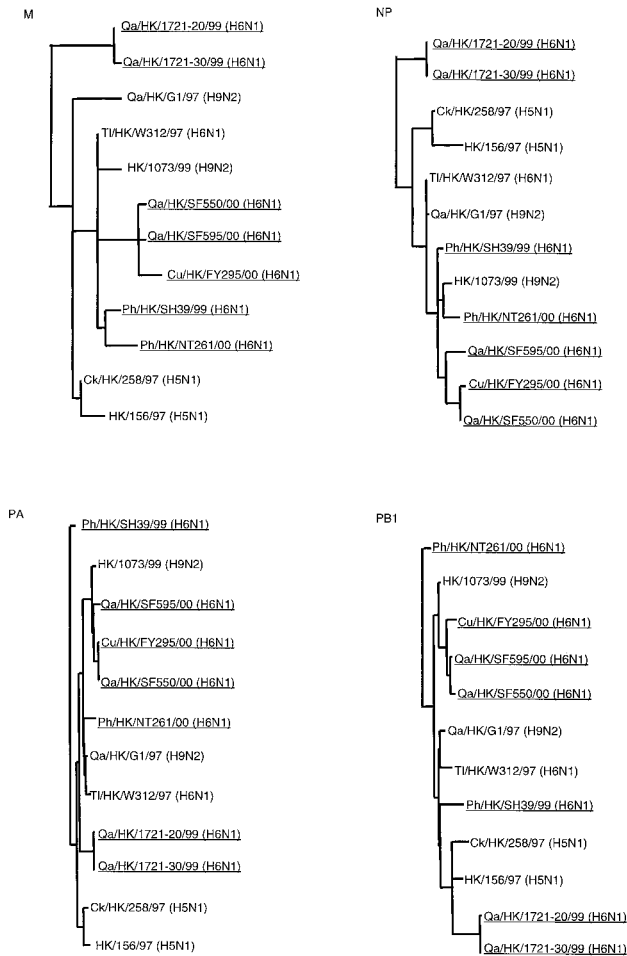 M
Qa/HK/1721-20/99 (H6N1)
Qa/HK/1721-30/99 (H6N1)
Qa/HK/G1/97 (H9N2)
Tl/HK/W312/97 (H6N1)
HK/1073/99 (H9N2)
Qa/HK/SF550/00 (H6N1)
Qa/HK/SF595/00 (H6N1)
Cu/HK/FY295/00 (H6N1)
Ph/HK/SH39/99 (H6N1)
Ph/HK/NT261/00 (H6N1)
Ck/HK/258/97 (H5N1)
HK/156/97 (H5N1)
NP
Qa/HK/1721-20/99 (H6N1)
Qa/HK/1721-30/99 (H6N1)
Ck/HK/258/97 (H5N1)
HK/156/97 (H5N1)
Tl/HK/W312/97 (H6N1)
Qa/HK/G1/97 (H9N2)
Ph/HK/SH39/99 (H6N1)
HK/1073/99 (H9N2)
Ph/HK/NT261/00 (H6N1)
Qa/HK/SF595/00 (H6N1)
Cu/HK/FY295/00 (H6N1)
Qa/HK/SF550/00 (H6N1)
PA
Ph/HK/SH39/99 (H6N1)
HK/1073/99 (H9N2)
Qa/HK/SF595/00 (H6N1)
Cu/HK/FY295/00 (H6N1)
Qa/HK/SF550/00 (H6N1)
Ph/HK/NT261/00 (H6N1)
Qa/HK/G1/97 (H9N2)
Tl/HK/W312/97 (H6N1)
Qa/HK/1721-20/99 (H6N1)
Qa/HK/1721-30/99 (H6N1)
Ck/HK/258/97 (H5N1)
HK/156/97 (H5N1)
PB1
Ph/HK/NT261/00 (H6N1)
HK/1073/99 (H9N2)
Cu/HK/FY295/00 (H6N1)
Qa/HK/SF595/00 (H6N1)
Qa/HK/SF550/00 (H6N1)
Qa/HK/G1/97 (H9N2)
Tl/HK/W312/97 (H6N1)
Ph/HK/SH39/99 (H6N1)
Ck/HK/258/97 (H5N1)
HK/156/97 (H5N1)
Qa/HK/1721-20/99 (H6N1)
Qa/HK/1721-30/99 (H6N1)